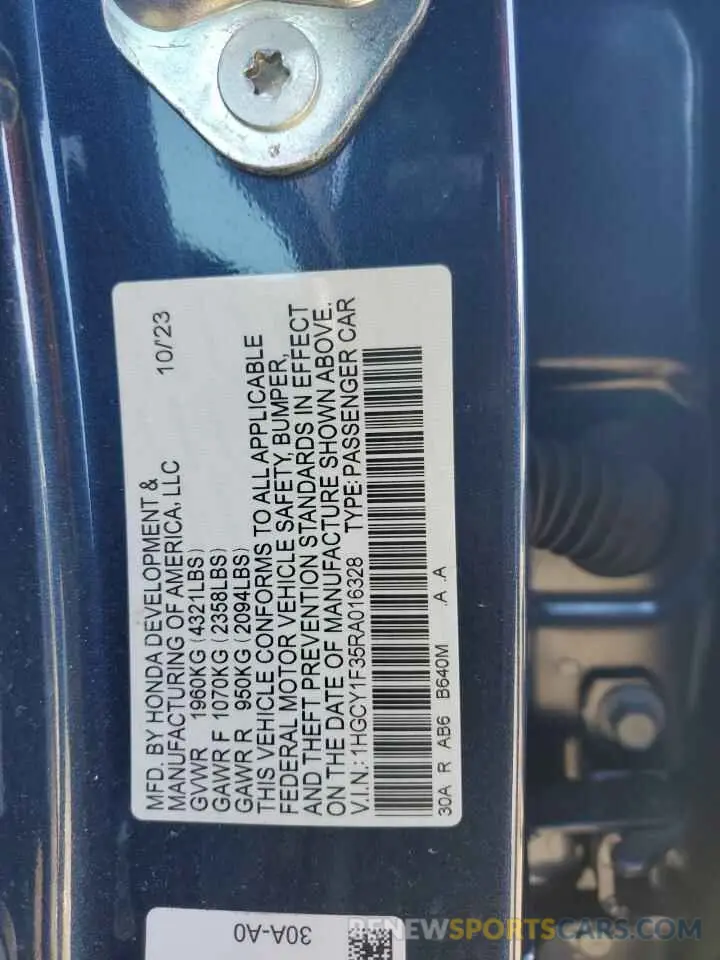 MFD. BY HONDA DEVELOPMENT & 10/'23
MANUFACTURING OF AMERICA, LLC
GVWR 1960KG (4321LBS)
GAWR F 1070KG (2358LBS)
GAWR R 950KG (2094LBS)
THIS VEHICLE CONFORMS TO ALL APPLICABLE
FEDERAL MOTOR VEHICLE SAFETY, BUMPER,
AND THEFT PREVENTION STANDARDS IN EFFECT
ON THE DATE OF MANUFACTURE SHOWN ABOVE.
V.I.N.: 1HGCY1F35RA016328 TYPE: PASSENGER CAR
30A R AB6 B640M .A .A
30A-A0
RENEWSPORTSCARS.COM